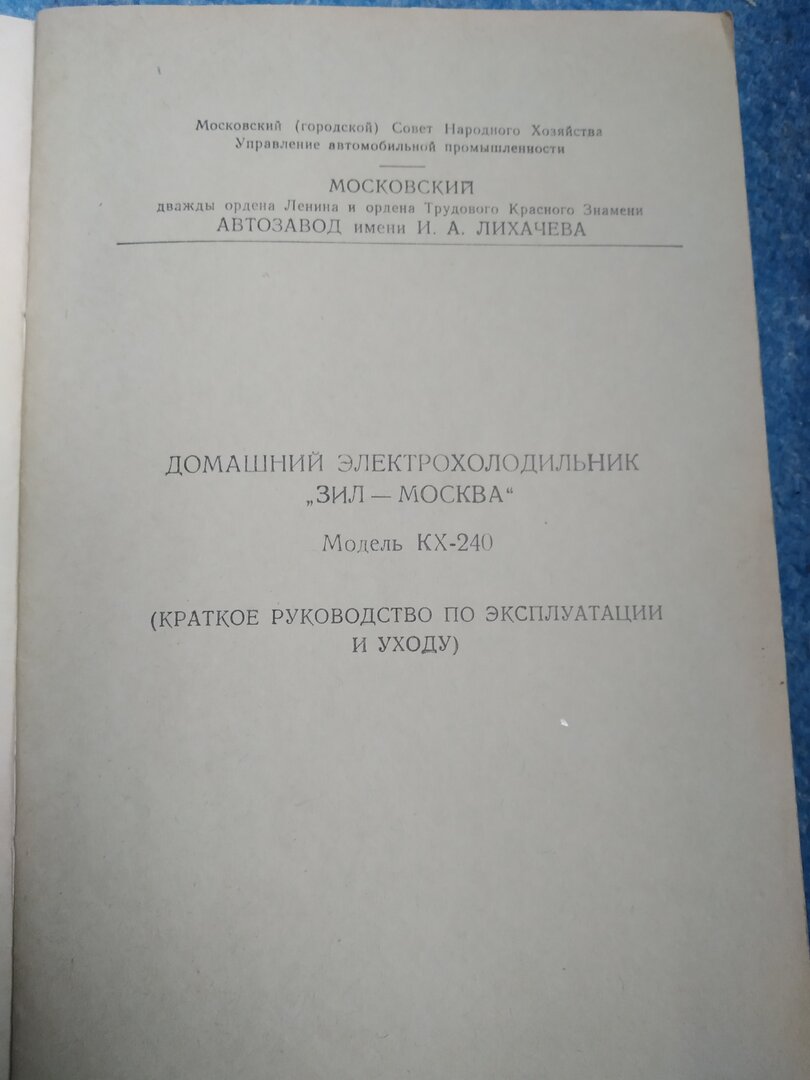 Московский (городской) Совет Народного Хозяйства
Управление автомобильной промышленности
МОСКОВСКИЙ
дважды ордена Ленина и ордена Трудового Красного Знамени
АВТОЗАВОД имени И. А. ЛИХАЧЕВА
ДОМАШНИЙ ЭЛЕКТРОХОЛОДИЛЬНИК
„ЗИЛ — МОСКВА“
Модель КХ-240
(КРАТКОЕ РУКОВОДСТВО ПО ЭКСПЛУАТАЦИИ
И УХОДУ)